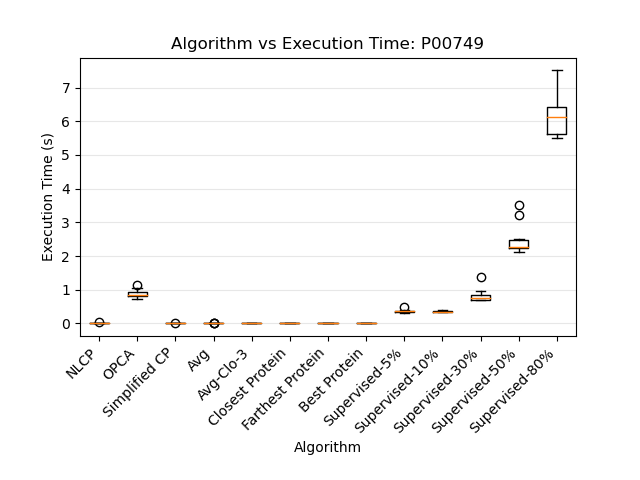 Algorithm vs Execution Time: P00749
Execution Time (s)
7
6
5
4
3
2
1
0
NLCP
OPCA
Simplified CP
Avg
Avg-Clo-3
Closest Protein
Farthest Protein
Best Protein
Supervised-5%
Supervised-10%
Supervised-30%
Supervised-50%
Supervised-80%
Algorithm